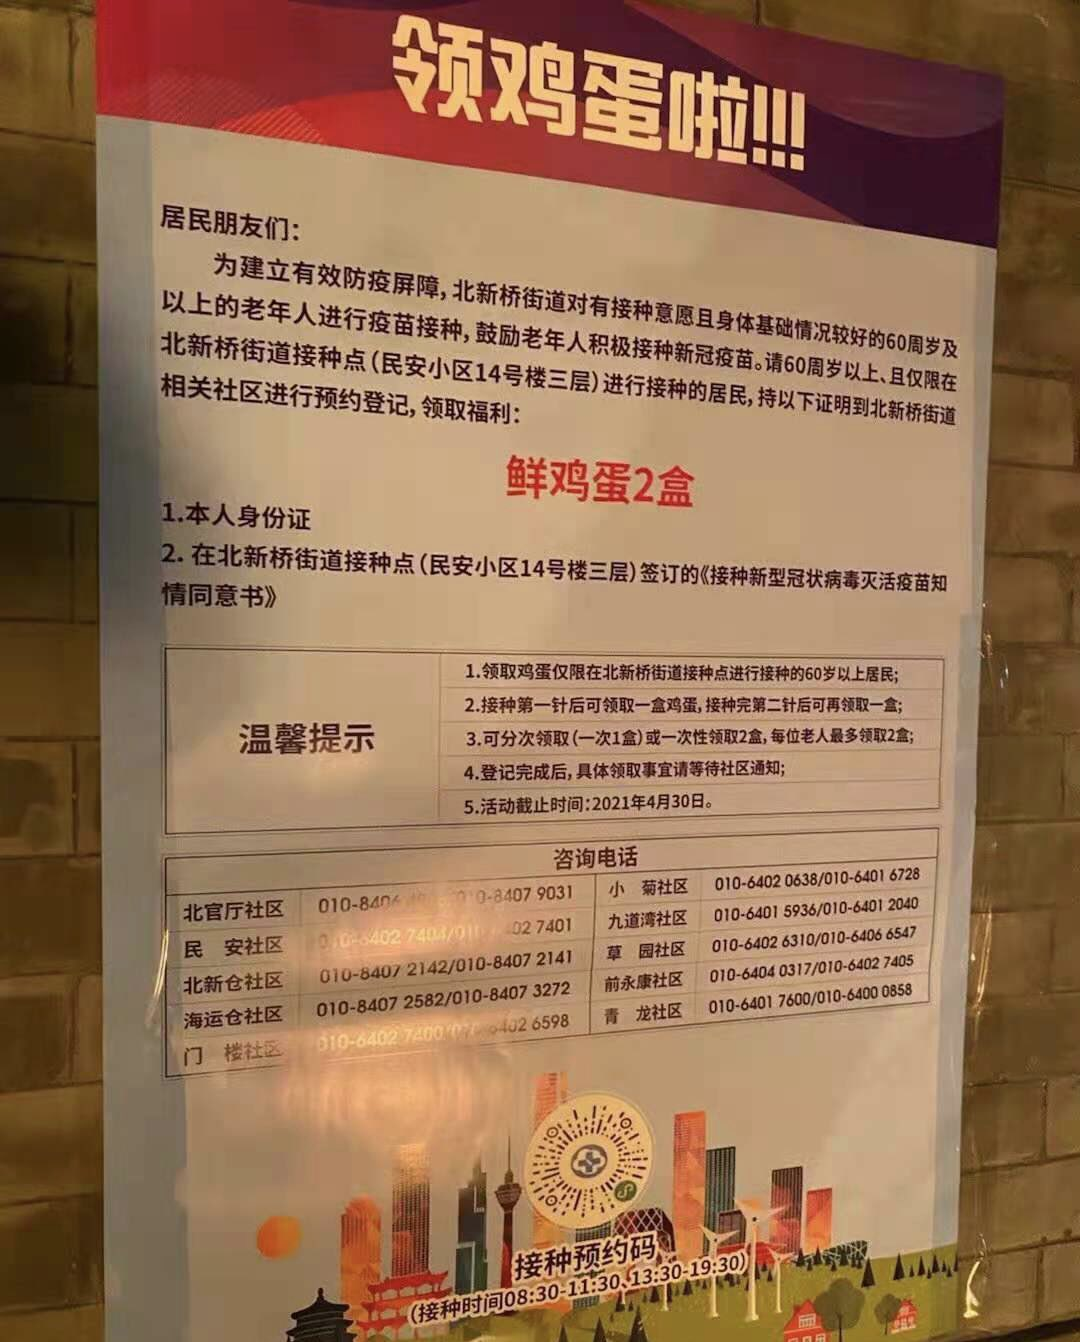 领鸡蛋啦!!!
居民朋友们:
为建立有效防疫屏障,北新桥街道对有接种意愿且身体基础情况较好的60周岁及
以上的老年人进行疫苗接种,鼓励老年人积极接种新冠疫苗。请60周岁以上、且仅限在
北新桥街道接种点(民安小区14号楼三层)进行接种的居民,持以下证明到北新桥街道
相关社区进行预约登记,领取福利:
鲜鸡蛋2盒
1.本人身份证
2. 在北新桥街道接种点(民安小区14号楼三层)签订的《接种新型冠状病毒灭活疫苗知
情同意书》
温馨提示
1.领取鸡蛋仅限在北新桥街道接种点进行接种的60岁以上居民;
2.接种第一针后可领取一盒鸡蛋,接种完第二针后可再领取一盒;
3.可分次领取(一次1盒)或一次性领取2盒,每位老人最多领取2盒;
4.登记完成后,具体领取事宜请等待社区通知;
5.活动截止时间:2021年4月30日。
咨询电话
北官厅社区 010-8407 9031
民 安社区 7401
北新仓社区 010-8407 2142/010-8407 2141
海运仓社区 010-8407 2582/010-8407 3272
门 楼社区 010-6402 7400 6598
小 菊社区 010-6402 0638/010-6401 6728
九道湾社区 010-6401 5936/010-6401 2040
草 园社区 010-6402 6310/010-6406 6547
前永康社区 010-6404 0317/010-6402 7405
青 龙社区 010-6401 7600/010-6400 0858
接种预约码
(接种时间08:30-11:30、13:30-19:30)